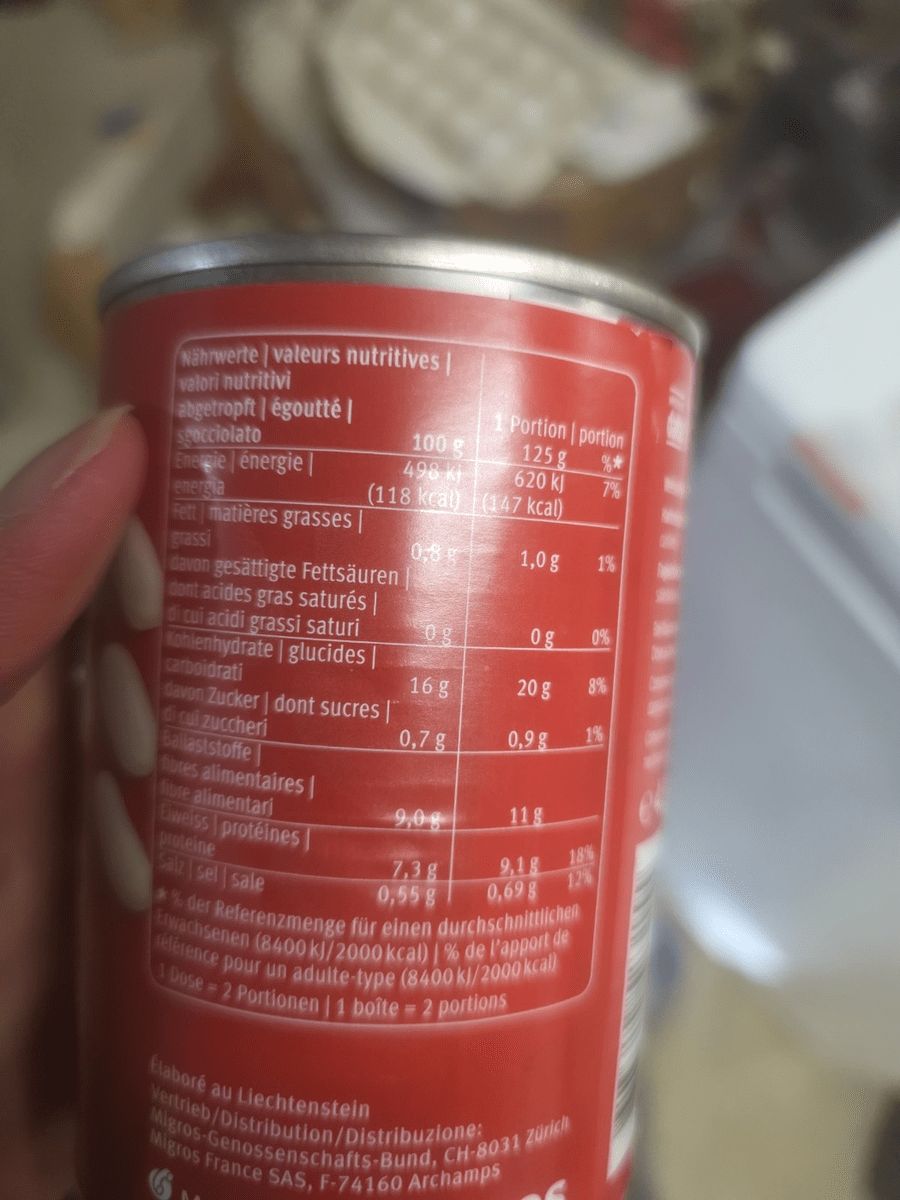 Nährwerte | valeurs nutritives |
valori nutritivi
abgetropft | égoutté |
sgocciolato
100 g
1 Portion | portion
125 g %*
Energie | énergie |
energia
498 kJ
(118 kcal)
620 kJ 7%
(147 kcal)
Fett | matières grasses |
grassi
0,8 g 1,0 g 1%
davon gesättigte Fettsäuren |
dont acides gras saturés |
di cui acidi grassi saturi
0 g 0 g 0%
Kohlenhydrate | glucides |
carboidrati
16 g 20 g 8%
davon Zucker | dont sucres |
di cui zuccheri
0,7 g 0,9 g 1%
Ballaststoffe |
fibres alimentaires |
fibre alimentari
9,0 g 11 g
Eiweiss | protéines |
proteine
7,3 g 9,1 g 18%
Salz | sel | sale 0,55 g 0,69 g 12%
* % der Referenzmenge für einen durchschnittlichen
Erwachsenen (8400 kJ/2000 kcal) | % de l'apport de
référence pour un adulte-type (8400 kJ/2000 kcal)
1 Dose = 2 Portionen | 1 boîte = 2 portions
Élaboré au Liechtenstein
Vertrieb/Distribution/Distribuzione:
Migros-Genossenschafts-Bund, CH-8031 Zürich
Migros France SAS, F-74160 Archamps